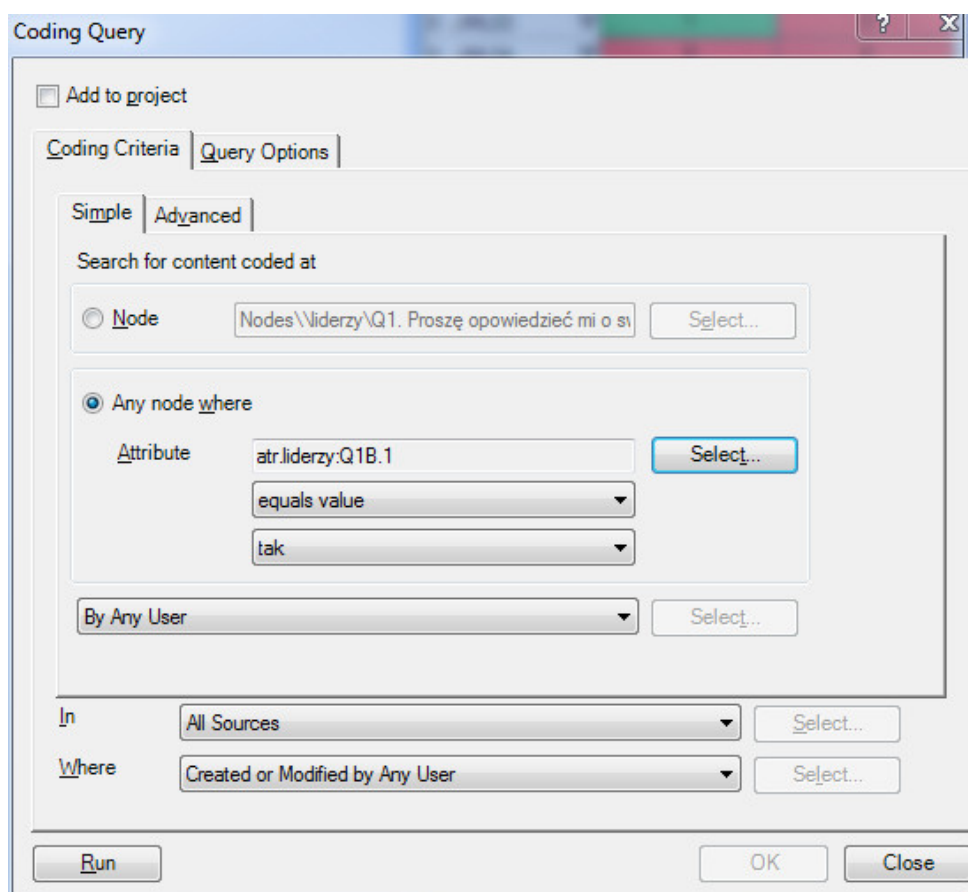 Coding Query
Add to project
Coding Criteria Query Options
Simple Advanced
Search for content coded at
Node Nodes\\liderzy\Q1. Proszę opowiedzieć mi o Select...
Any node where
Attribute atr.liderzy:Q1B.1 Select...
equals value
tak
By Any User Select...
In All Sources Select...
Where Created or Modified by Any User Select...
Run OK Close